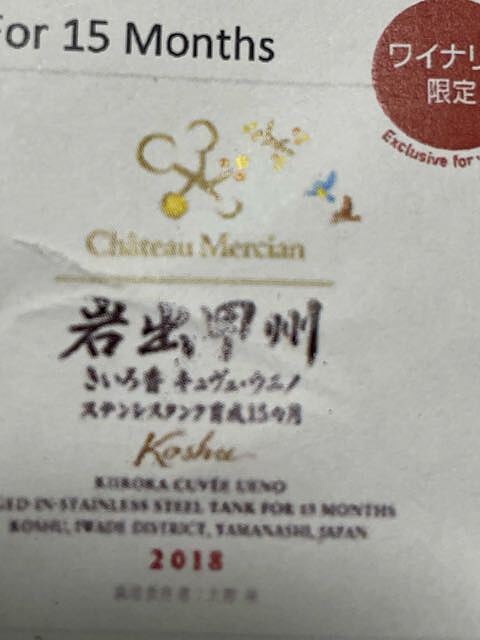 For 15 Months
ワイナリ
限定
Exclusive for
Château Mercian
岩出甲州
きいろ香 キュヴェ・ウエノ
ステンレスタンク育成15ヵ月
Koshu
KIIROKA CUVÉE UENO
GED IN STAINLESS STEEL TANK FOR 15 MONTHS
KOSHU, IWADE DISTRICT, YAMANASHI, JAPAN
2018